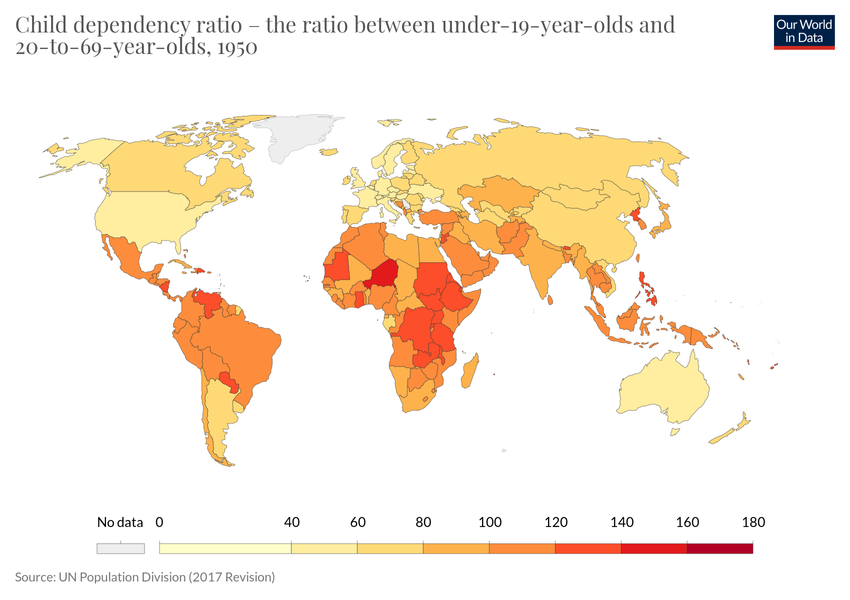 Child dependency ratio – the ratio between under-19-year-olds and
20-to-69-year-olds, 1950
Our World
in Data
No data 0 40 60 80 100 120 140 160 180
Source: UN Population Division (2017 Revision)